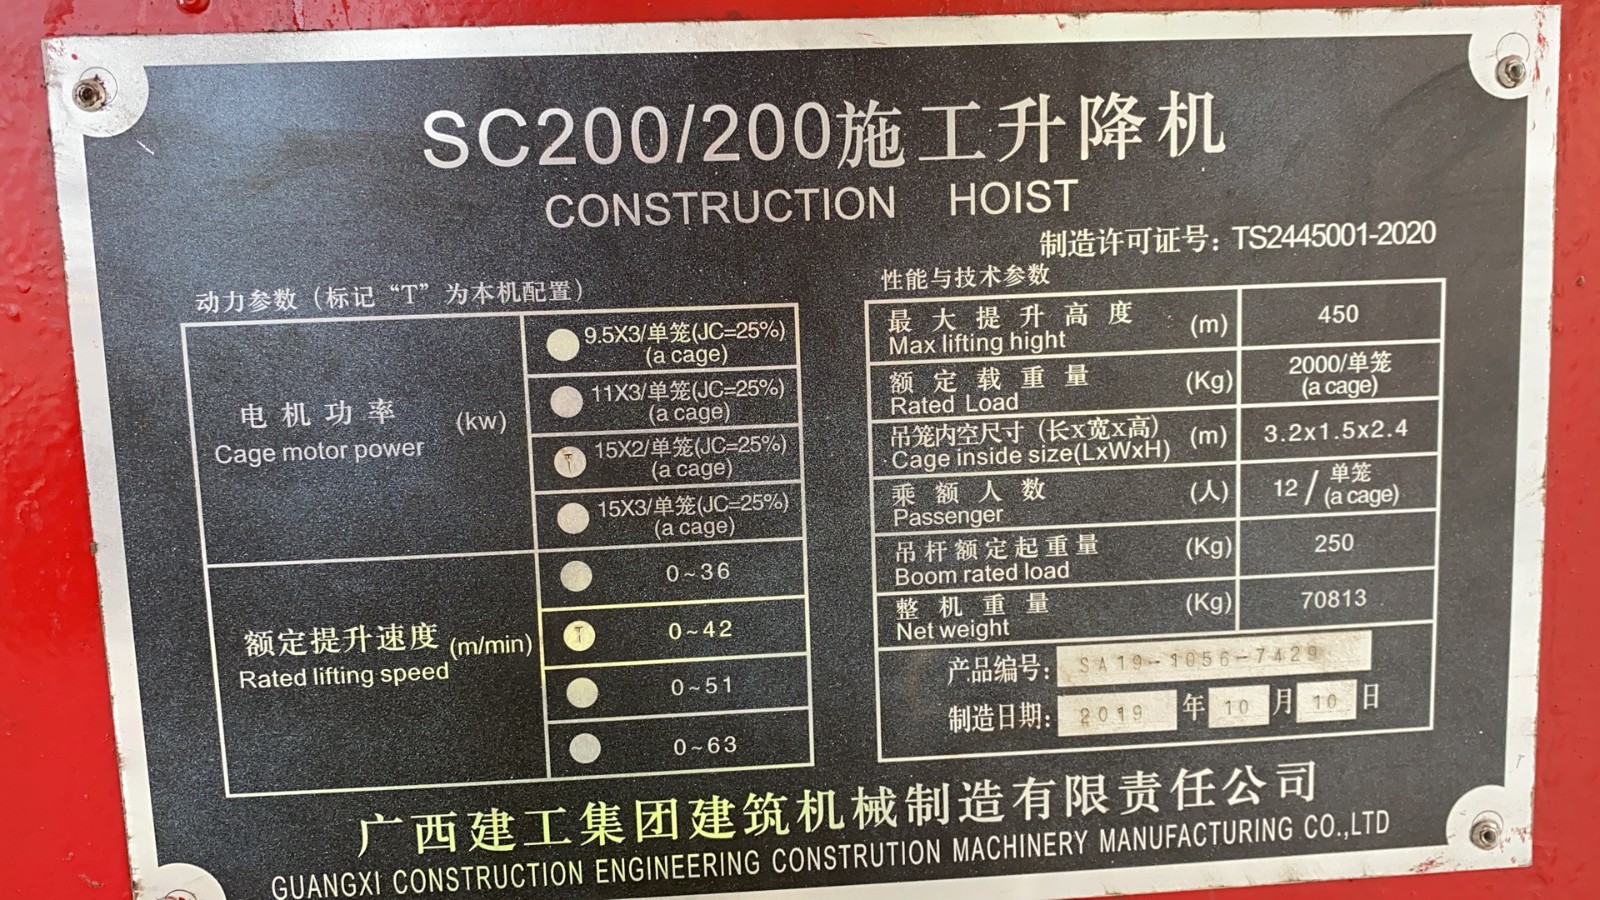 SC200/200施工升降机
CONSTRUCTION HOIST
制造许可证号：TS2445001-2020
动力参数（标记“T”为本机配置）
电机功率 (kw)
Cage motor power
9.5X3/单笼(JC=25%)
(a cage)
11X3/单笼(JC=25%)
(a cage)
T 15X2/单笼(JC=25%)
(a cage)
15X3/单笼(JC=25%)
(a cage)
额定提升速度 (m/min)
Rated lifting speed
0~36
T 0~42
0~51
0~63
性能与技术参数
最大提升高度 (m) 450
Max lifting hight
额定载重量 (Kg) 2000/单笼
Rated Load (a cage)
吊笼内空尺寸（长X宽X高） (m) 3.2x1.5x2.4
Cage inside size(LxWxH)
乘额人数 (人) 12/单笼
Passenger (a cage)
吊杆额定起重量 (Kg) 250
Boom rated load
整机重量 (Kg) 70813
Net weight
产品编号: SA19-1056-7429
制造日期: 2019 年 10 月 10 日
广西建工集团建筑机械制造有限责任公司
GUANGXI CONSTRUCTION ENGINEERING CONSTRUTION MACHINERY MANUFACTURING CO.,LTD